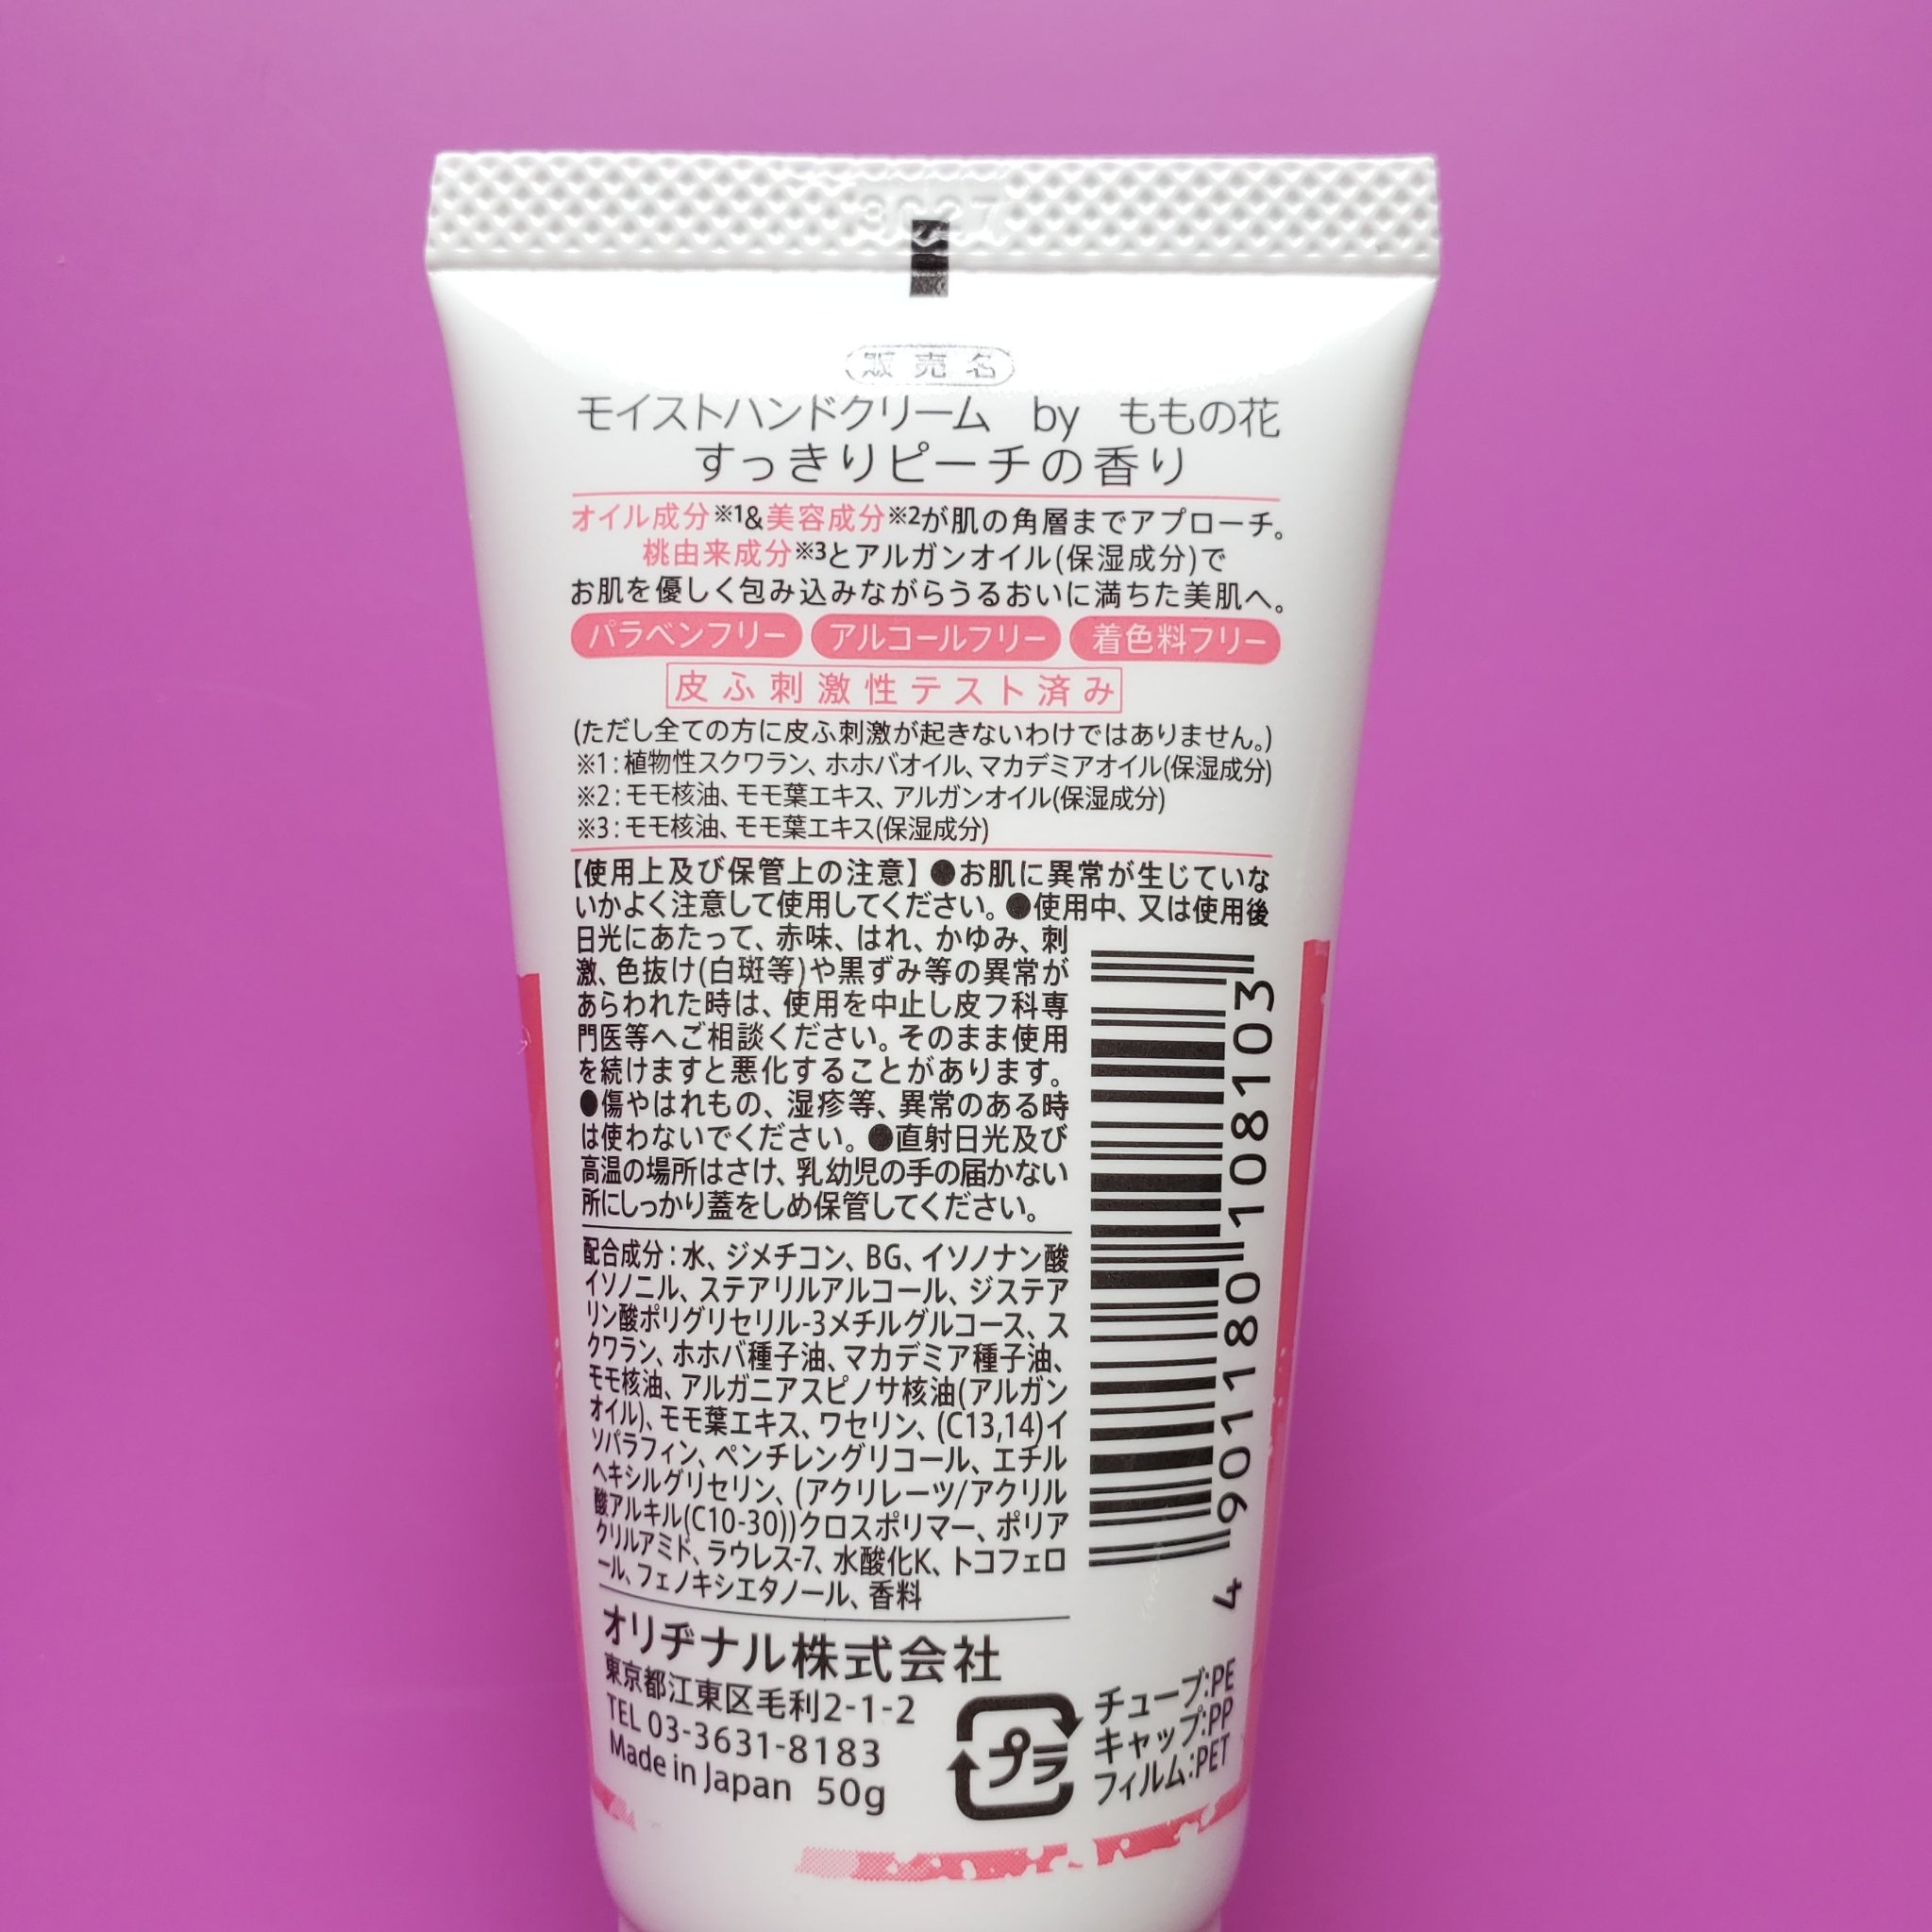 販売名
モイストハンドクリーム by ももの花
すっきりピーチの香り
オイル成分※1&美容成分※2が肌の角層までアプローチ。
桃由来成分※3とアルガンオイル(保湿成分)で
お肌を優しく包み込みながらうるおいに満ちた美肌へ。
パラベンフリー アルコールフリー 着色料フリー
皮ふ刺激性テスト済み
(ただし全ての方に皮ふ刺激が起きないわけではありません。)
※1:植物性スクワラン、ホホバオイル、マカデミアオイル(保湿成分)
※2:モモ核油、モモ葉エキス、アルガンオイル(保湿成分)
※3:モモ核油、モモ葉エキス(保湿成分)
【使用上及び保管上の注意】●お肌に異常が生じていな
いかよく注意して使用してください。●使用中、又は使用後
日光にあたって、赤味、はれ、かゆみ、刺
激、色抜け(白斑等)や黒ずみ等の異常が
あらわれた時は、使用を中止し皮フ科専
門医等へご相談ください。そのまま使用
を続けますと悪化することがあります。
●傷やはれもの、湿疹等、異常のある時
は使わないでください。●直射日光及び
高温の場所はさけ、乳幼児の手の届かない
所にしっかり蓋をしめ保管してください。
配合成分:水、ジメチコン、BG、イソノナン酸
イソノニル、ステアリルアルコール、ジステア
リン酸ポリグリセリル-3メチルグルコース、ス
クワラン、ホホバ種子油、マカデミア種子油、
モモ核油、アルガニアスピノサ核油(アルガン
オイル)、モモ葉エキス、ワセリン、(C13,14)イ
ソパラフィン、ペンチレングリコール、エチル
ヘキシルグリセリン、(アクリレーツ/アクリル
酸アルキル(C10-30))クロスポリマー、ポリア
クリルアミド、ラウレス-7、水酸化K、トコフェロ
ール、フェノキシエタノール、香料
オリヂナル株式会社
東京都江東区毛利2-1-2
TEL 03-3631-8183
Made in Japan 50g
プラ
チューブ:PE
キャップ:PP
フィルム:PET
4 901180 108103